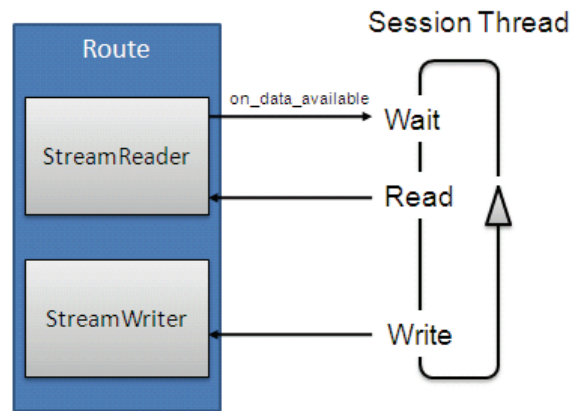 Session Thread
Route
on_data_available
Wait
StreamReader
Read
StreamWriter
Write